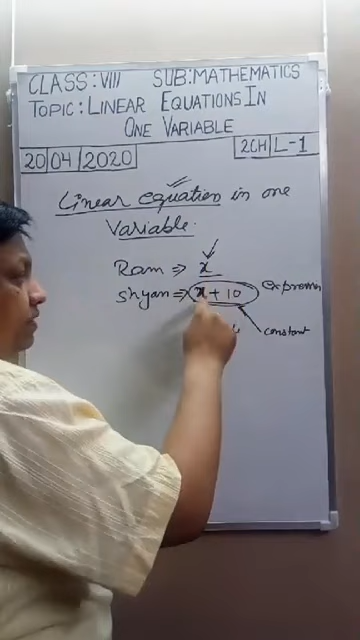 CLASS:VIII SUB:MATHEMATICS
TOPIC: LINEAR EQUATIONS IN
ONE VARIABLE
20/04/2020 2CH L-1
Linear equation in one
Variable.
Ram ⇒ x
Shyam ⇒ x + 10
constant